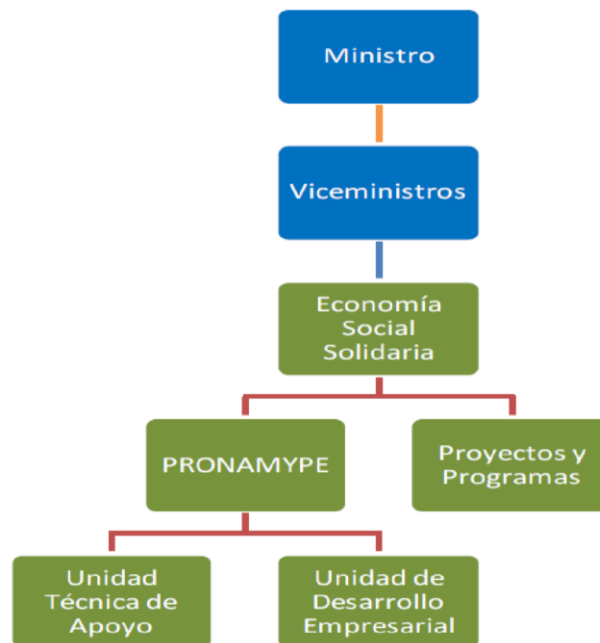 Ministro
Viceministros
Economía
Social
Solidaria
PRONAMYPE
Proyectos y
Programas
Unidad
Técnica de
Apoyo
Unidad de
Desarrollo
Empresarial